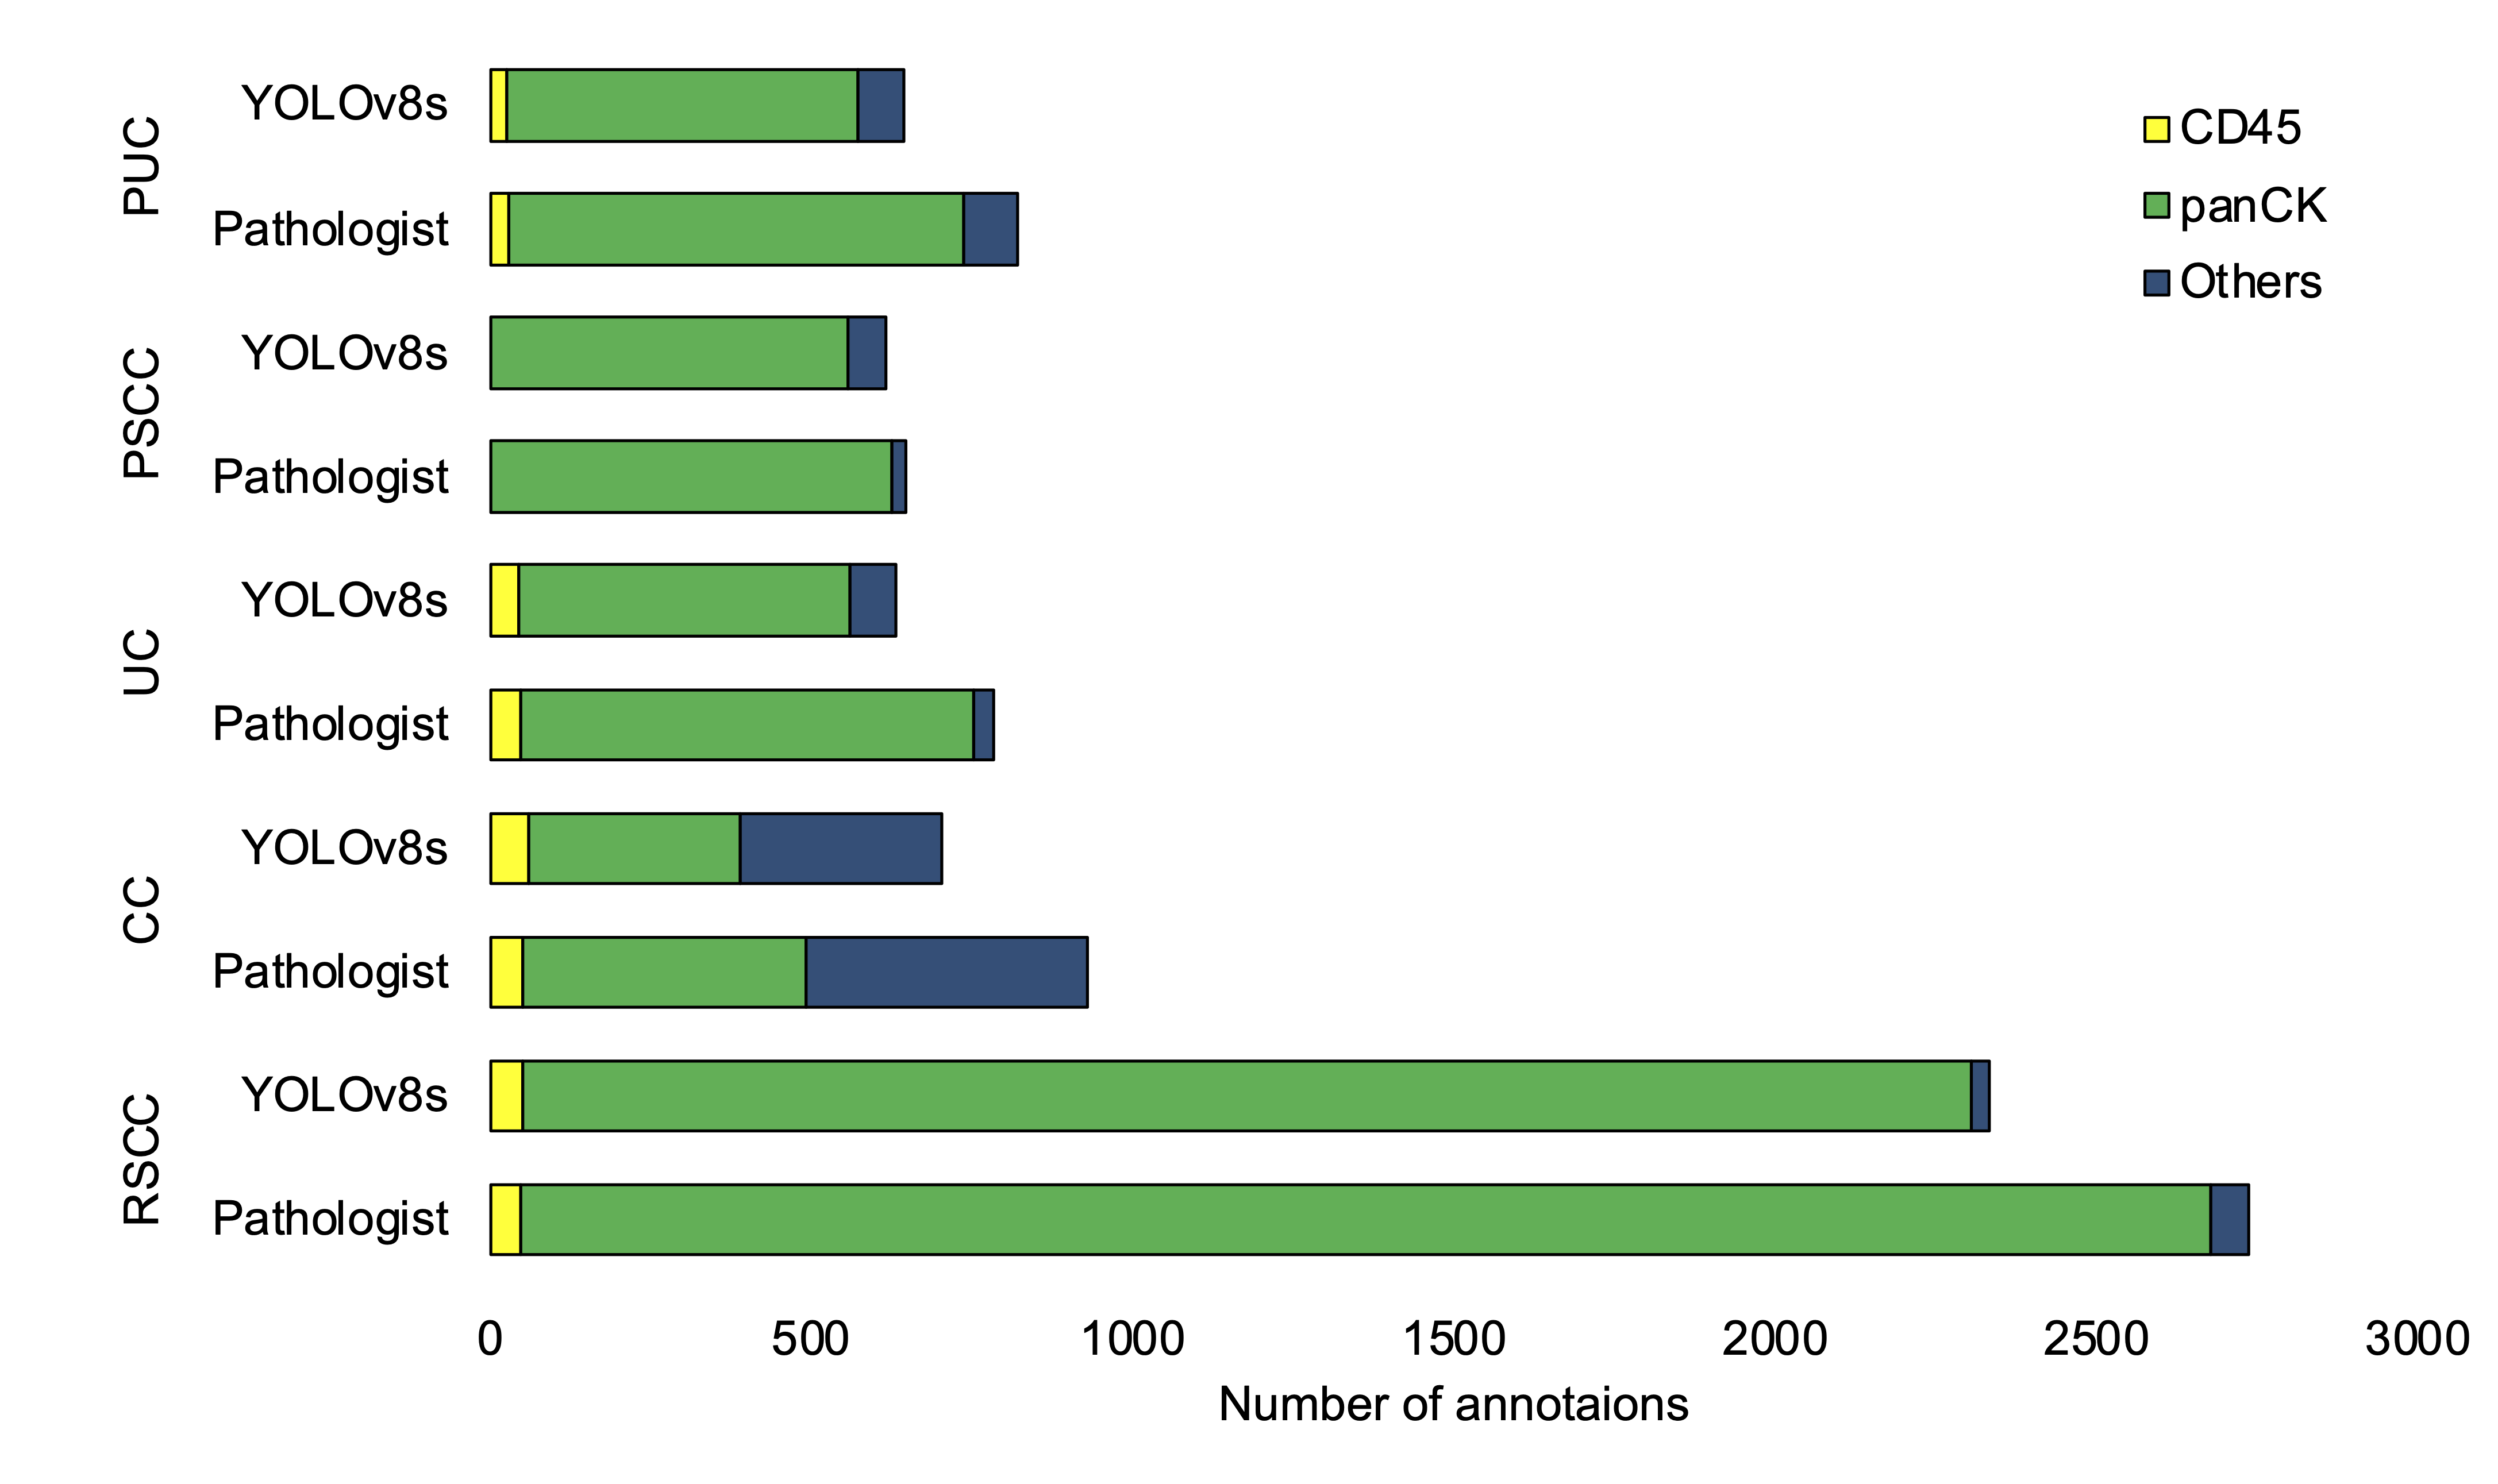 PUC
YOLOv8s
Pathologist
PSCC
YOLOv8s
Pathologist
UC
YOLOv8s
Pathologist
CC
YOLOv8s
Pathologist
RSCC
YOLOv8s
Pathologist
CD45
panCK
Others
0 500 1000 1500 2000 2500 3000
Number of annotaions